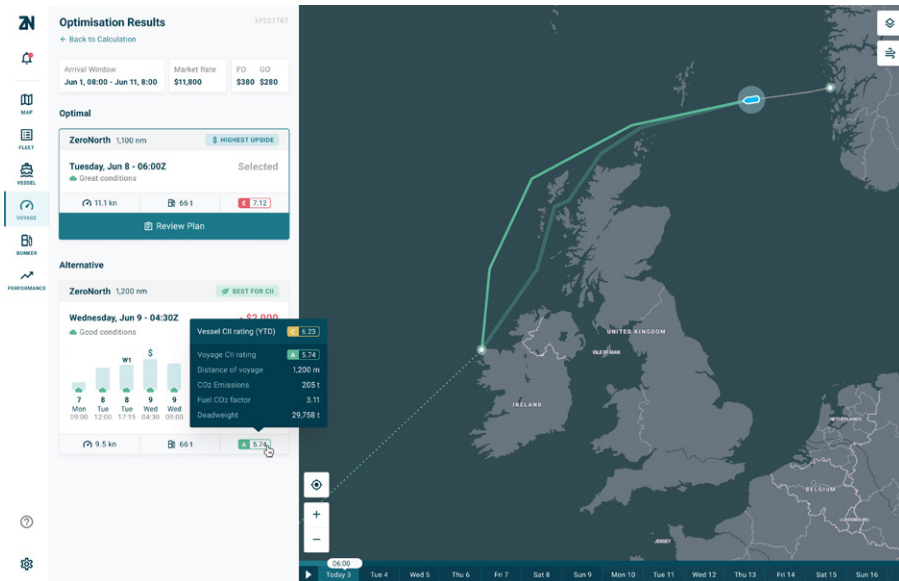 ZN
MAP
FLEET
VESSEL
VOYAGE
BUNKER
PERFORMANCE
Optimisation Results
XP2S1787
← Back to Calculation
Arrival Window
Jun 1, 08:00 - Jun 11, 8:00
Market Rate
$11,800
FO GO
$380 $280
Optimal
ZeroNorth 1,100 nm
$ HIGHEST UPSIDE
Tuesday, Jun 8 - 06:00Z
Selected
Great conditions
11.1 kn
66 t
E 7.12
Review Plan
Alternative
ZeroNorth 1,200 nm
BEST FOR CII
Wednesday, Jun 9 - 04:30Z
- $2,000
Good conditions
W1
$
7 8 8 9 9
Mon Tue Tue Wed Wed
09:00 12:00 17:15 04:30 09:00
Vessel CII rating (YTD) C 6.23
Voyage CII rating A 5.74
Distance of voyage 1,200 m
CO₂ Emissions 205 t
Fuel CO₂ factor 3.11
Deadweight 29,758 t
9.5 kn
66 t
A 5.74
UNITED KINGDOM
ISLE OF MAN
IRELAND
NETHERLANDS
BELGIUM
LUXEMBOURG
JERSEY
+
−
06:00
Today 3 Tue 4 Wed 5 Thu 6 Fri 7 Sat 8 Sun 9 Mon 10 Tue 11 Wed 12 Thu 13 Fri 14 Sat 15 Sun 16